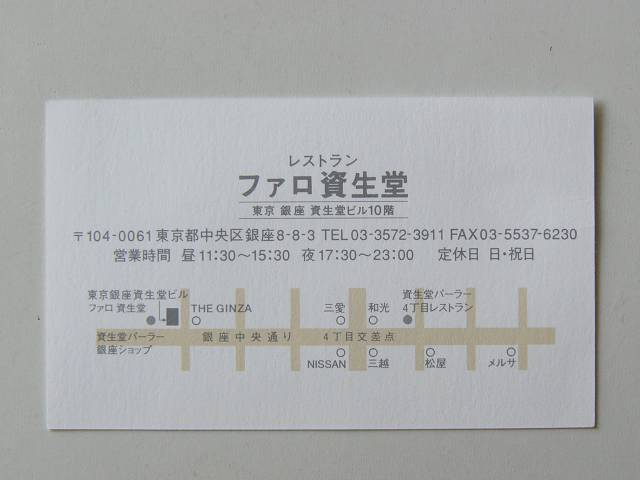 レストラン
ファロ資生堂
東京 銀座 資生堂ビル10階
〒104-0061 東京都中央区銀座8-8-3 TEL 03-3572-3911 FAX 03-5537-6230
営業時間 昼 11:30〜15:30 夜 17:30〜23:00 定休日 日・祝日
東京銀座資生堂ビル
ファロ 資生堂
THE GINZA
三愛
和光
資生堂パーラー
4丁目レストラン
資生堂パーラー
銀座ショップ
銀座中央通り
4丁目交差点
NISSAN
三越
松屋
メルサ